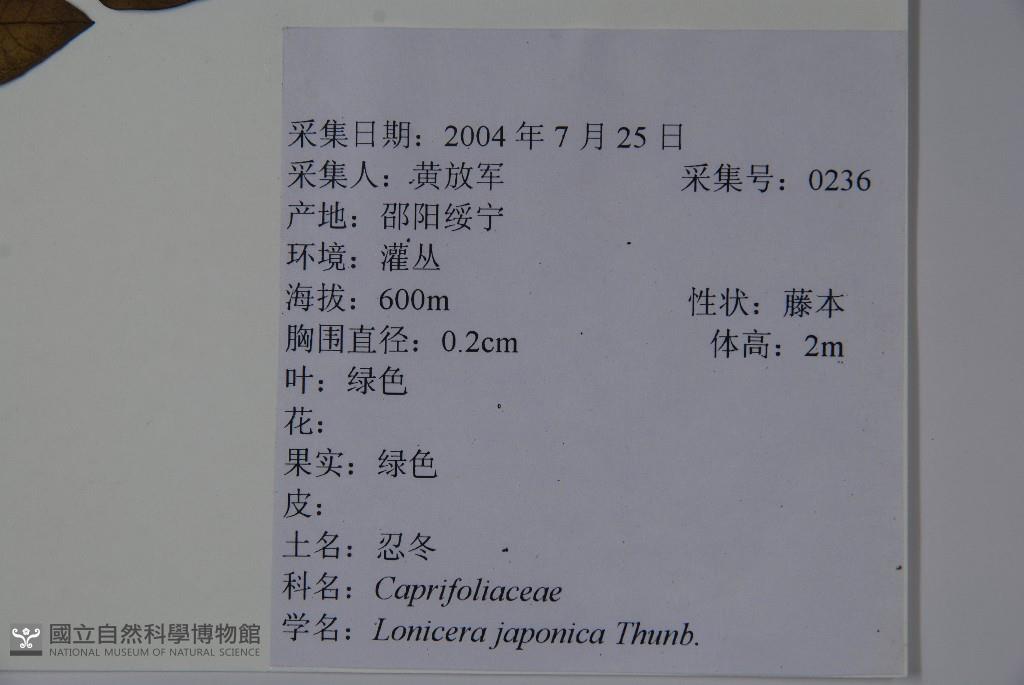 采集日期：2004 年 7 月 25 日
采集人：黄放军 采集号：0236
产地：邵阳绥宁
环境：灌丛
海拔：600m 性状：藤本
胸围直径：0.2cm 体高：2m
叶：绿色
花：
果实：绿色
皮：
土名：忍冬
科名：Caprifoliaceae
学名：Lonicera japonica Thunb.
國立自然科學博物館
NATIONAL MUSEUM OF NATURAL SCIENCE